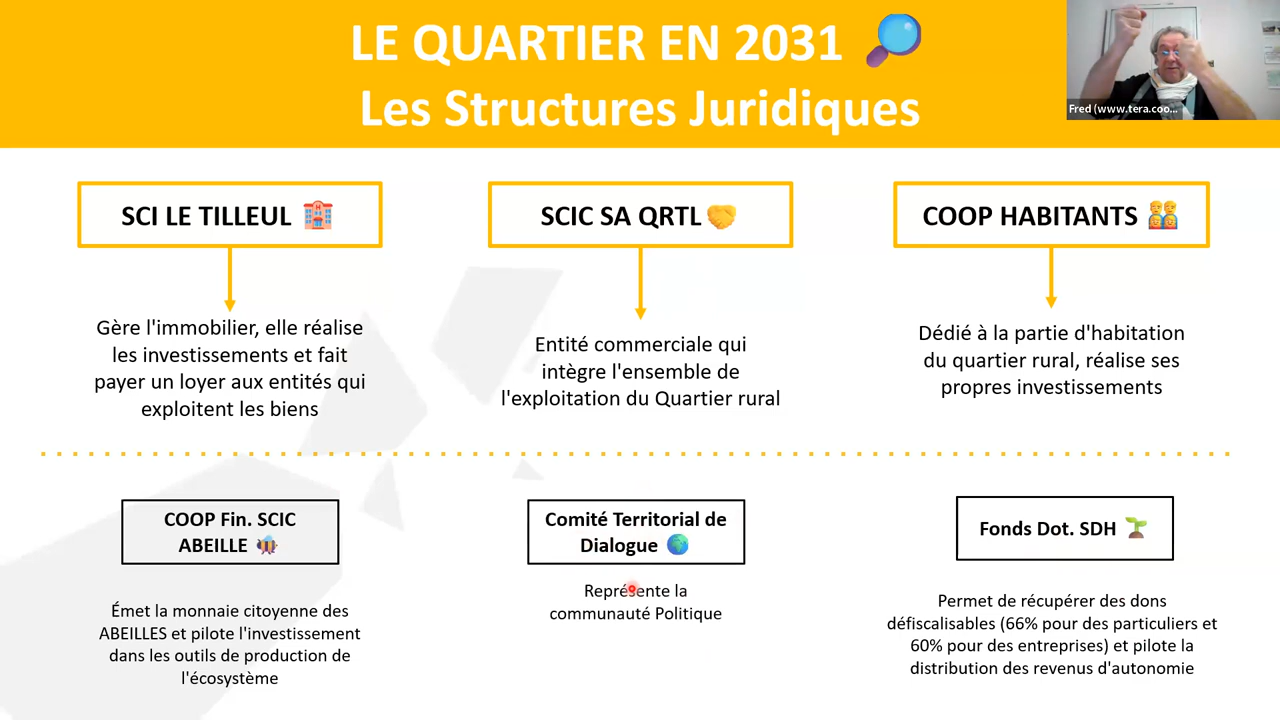 LE QUARTIER EN 2031
Les Structures Juridiques
Fred (www.tera.coo...
SCI LE TILLEUL
Gère l'immobilier, elle réalise
les investissements et fait
payer un loyer aux entités qui
exploitent les biens
SCIC SA QRTL
Entité commerciale qui
intègre l'ensemble de
l'exploitation du Quartier rural
COOP HABITANTS
Dédié à la partie d'habitation
du quartier rural, réalise ses
propres investissements
COOP Fin. SCIC
ABEILLE
Émet la monnaie citoyenne des
ABEILLES et pilote l'investissement
dans les outils de production de
l'écosystème
Comité Territorial de
Dialogue
Représente la
communauté Politique
Fonds Dot. SDH
Permet de récupérer des dons
défiscalisables (66% pour des particuliers et
60% pour des entreprises) et pilote la
distribution des revenus d'autonomie